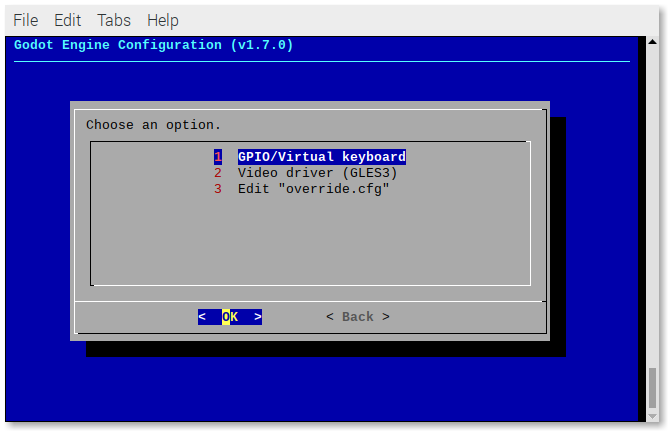 File Edit Tabs Help
Godot Engine Configuration (v1.7.0)
Choose an option.
1 GPIO/Virtual keyboard
2 Video driver (GLES3)
3 Edit "override.cfg"
< OK > < Back >